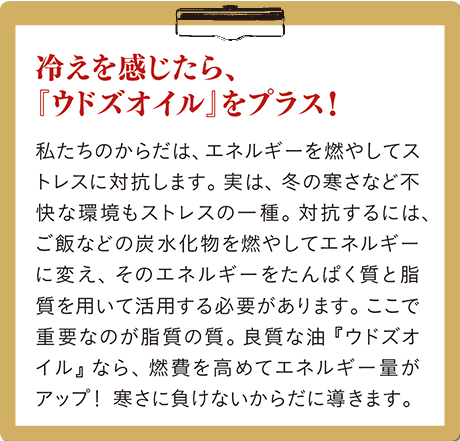 冷えを感じたら、
『ウドズオイル』をプラス！
私たちのからだは、エネルギーを燃やしてス
トレスに対抗します。実は、冬の寒さなど不
快な環境もストレスの一種。対抗するには、
ご飯などの炭水化物を燃やしてエネルギー
に変え、そのエネルギーをたんぱく質と脂
質を用いて活用する必要があります。ここで
重要なのが脂質の質。良質な油『ウドズオ
イル』なら、燃費を高めてエネルギー量が
アップ！ 寒さに負けないからだに導きます。